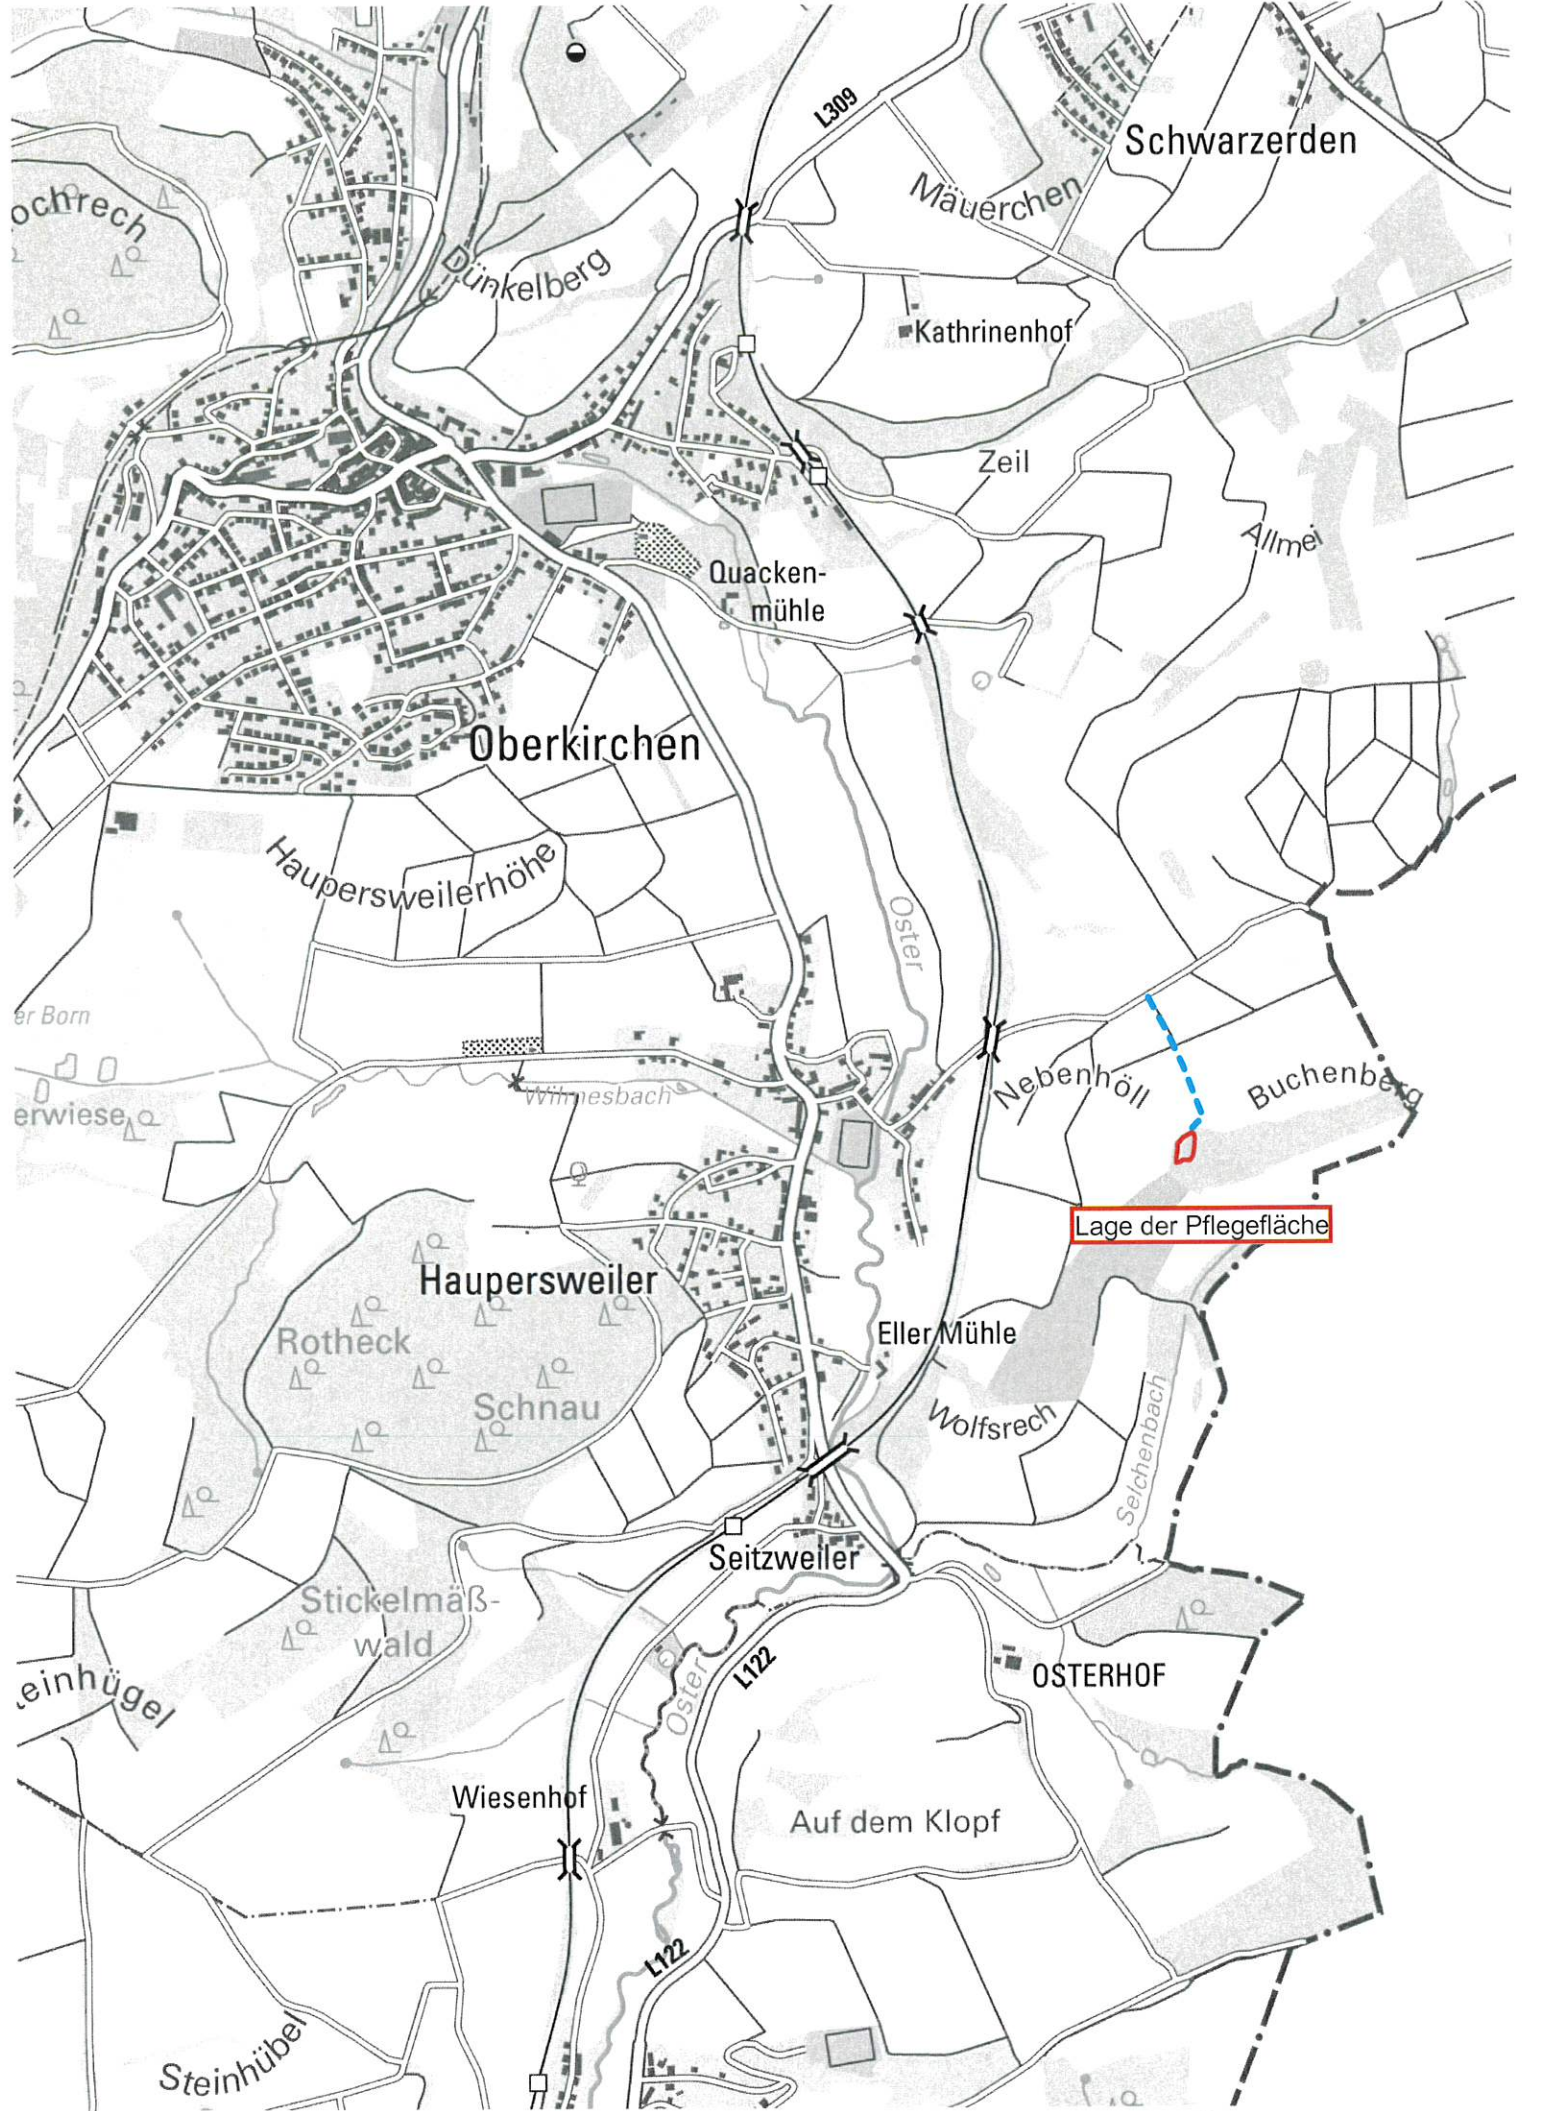 L309
Schwarzerden
Mäuerchen
ochrech
Dünkelberg
Kathrinenhof
Zeil
Allmei
Quacken-
mühle
Oberkirchen
Haupersweilerhöhe
Oster
er Born
Wilmesbach
erwiese
Nebenhöll
Buchenberg
Lage der Pflegefläche
Haupersweiler
Rotheck
Eller Mühle
Schnau
Wolfsrech
Selchenbach
Seitzweiler
Stickelmäß-
wald
einhügel
Oster
L122
OSTERHOF
Wiesenhof
Auf dem Klopf
L122
Steinhübel